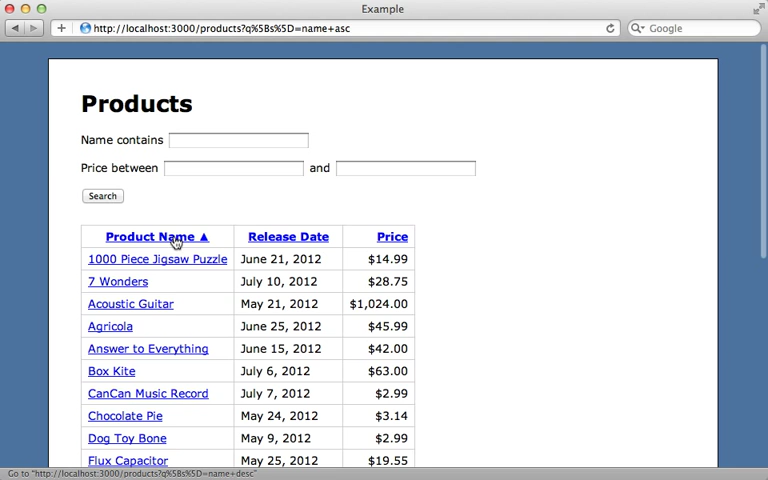 Example
http://localhost:3000/products?q%5Bs%5D=name+asc
Google
Products
Name contains
Price between and
Search
Product Name ▲ Release Date Price
1000 Piece Jigsaw Puzzle June 21, 2012 $14.99
7 Wonders July 10, 2012 $28.75
Acoustic Guitar May 21, 2012 $1,024.00
Agricola June 25, 2012 $45.99
Answer to Everything June 15, 2012 $42.00
Box Kite July 6, 2012 $63.00
CanCan Music Record July 7, 2012 $2.99
Chocolate Pie May 24, 2012 $3.14
Dog Toy Bone May 9, 2012 $2.99
Flux Capacitor May 25, 2012 $19.55
Go to "http://localhost:3000/products?q%5Bs%5D=name+desc"